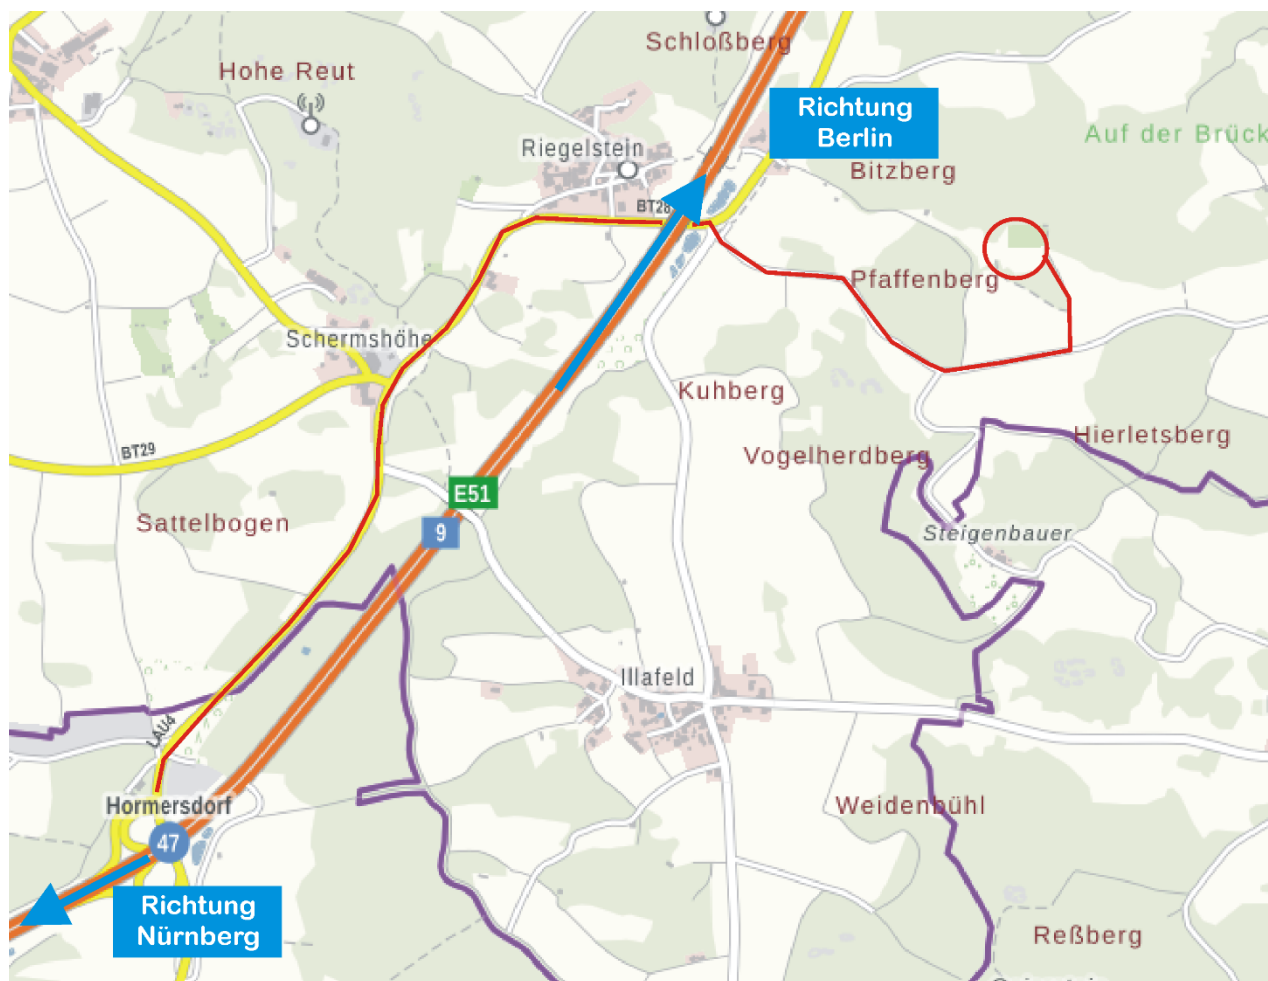 Schloßberg
Hohe Reut
Richtung
Berlin
Auf der Brück
Riegelstein
Bitzberg
BT28
Pfaffenberg
Schermshöhe
Kuhberg
Hierletsberg
BT29
Vogelherdberg
E51
Sattelbogen
9
Steigenbauer
Illafeld
LAU4
Hormersdorf
Weidenbühl
47
Richtung
Nürnberg
Reßberg